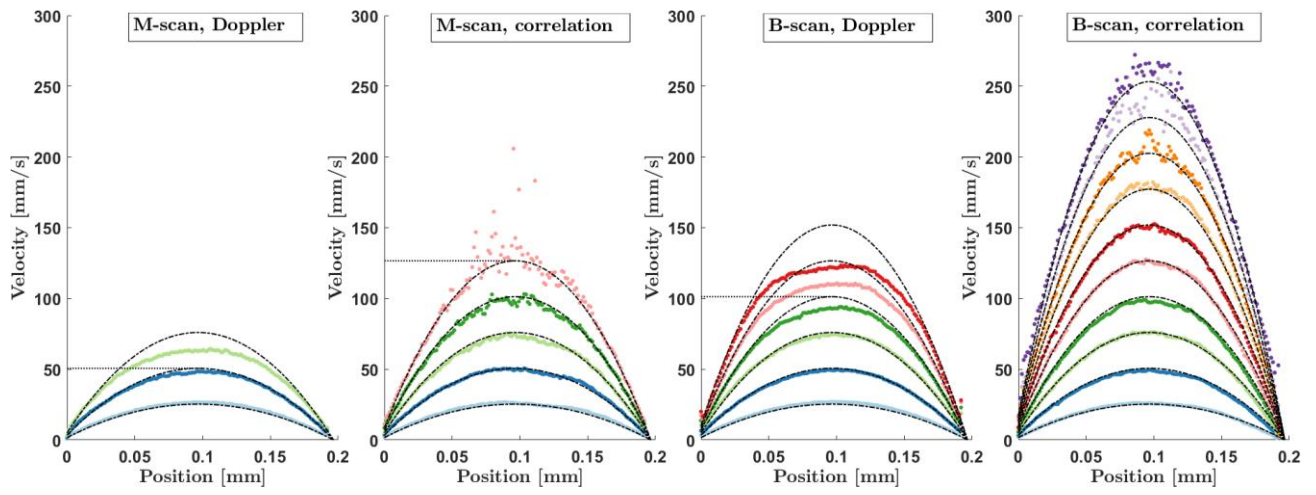 M-scan, Doppler
300
250
200
150
100
50
0
Velocity [mm/s]
0 0.05 0.1 0.15 0.2
Position [mm]
M-scan, correlation
300
250
200
150
100
50
0
Velocity [mm/s]
0 0.05 0.1 0.15 0.2
Position [mm]
B-scan, Doppler
300
250
200
150
100
50
0
Velocity [mm/s]
0 0.05 0.1 0.15 0.2
Position [mm]
B-scan, correlation
300
250
200
150
100
50
0
Velocity [mm/s]
0 0.05 0.1 0.15 0.2
Position [mm]